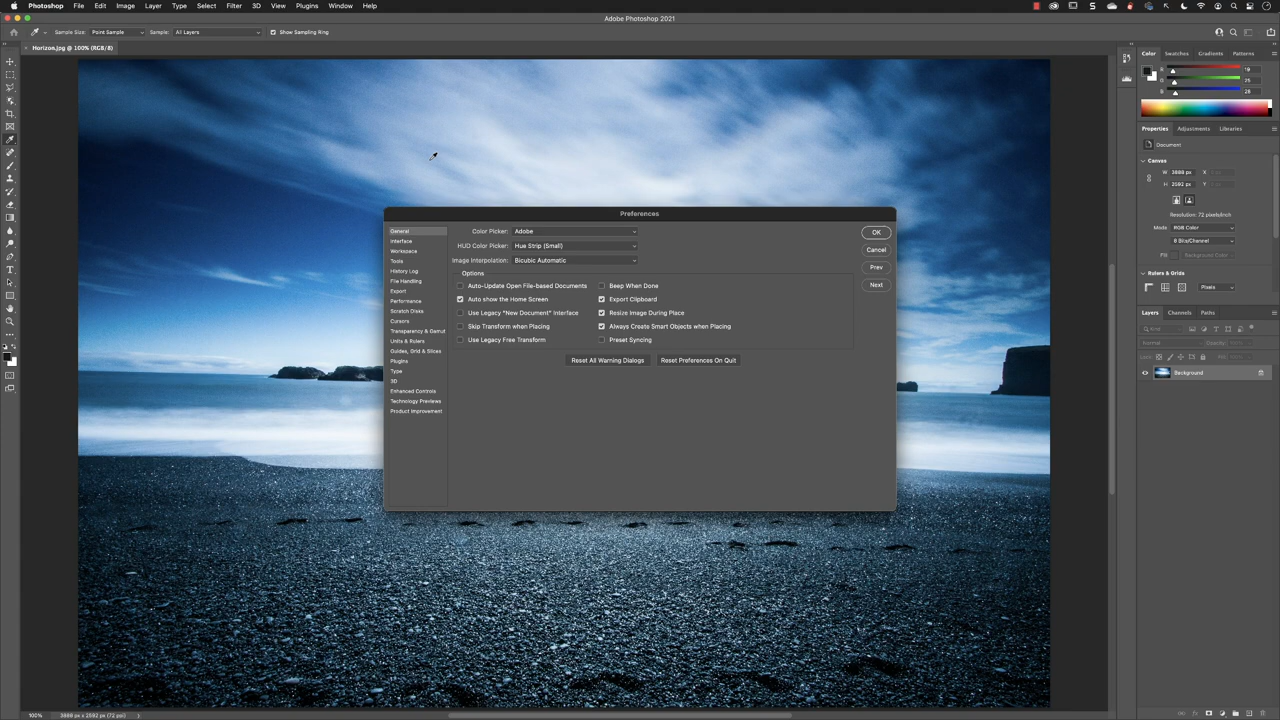 Photoshop File Edit Image Layer Type Select Filter 3D View Plugins Window Help
Adobe Photoshop 2021
Sample Size: Point Sample Sample: All Layers Show Sampling Ring
× Horizon.jpg @ 100% (RGB/8)
Color Swatches Gradients Patterns
R 19
G 25
B 28
Properties Adjustments Libraries
Document
Canvas
W 3888 px X
H 2592 px Y
Resolution: 72 pixels/inch
Mode RGB Color
8 Bits/Channel
Fill Background Color
Rulers & Grids
Pixels
Layers Channels Paths
Kind
Normal Opacity:
Lock: Fill:
Background
Preferences
General
Interface
Workspace
Tools
History Log
File Handling
Export
Performance
Scratch Disks
Cursors
Transparency & Gamut
Units & Rulers
Guides, Grid & Slices
Plugins
Type
3D
Enhanced Controls
Technology Previews
Product Improvement
Color Picker: Adobe
HUD Color Picker: Hue Strip (Small)
Image Interpolation: Bicubic Automatic
Options
Auto-Update Open File-based Documents Beep When Done
Auto show the Home Screen Export Clipboard
Use Legacy "New Document" Interface Resize Image During Place
Skip Transform when Placing Always Create Smart Objects when Placing
Use Legacy Free Transform Preset Syncing
Reset All Warning Dialogs Reset Preferences On Quit
OK
Cancel
Prev
Next
100% 3888 px x 2592 px (72 ppi)